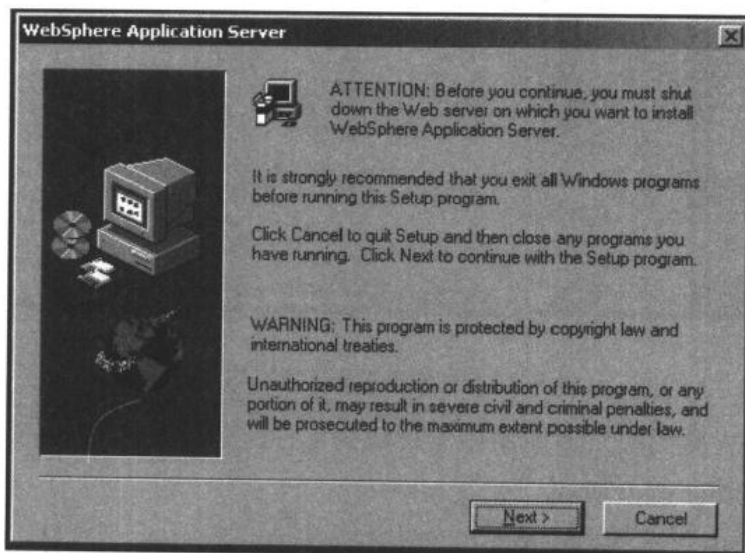 WebSphere Application Server
ATTENTION: Before you continue, you must shut
down the Web server on which you want to install
WebSphere Application Server.
It is strongly recommended that you exit all Windows programs
before running this Setup program.
Click Cancel to quit Setup and then close any programs you
have running. Click Next to continue with the Setup program.
WARNING: This program is protected by copyright law and
international treaties.
Unauthorized reproduction or distribution of this program, or any
portion of it, may result in severe civil and criminal penalties, and
will be prosecuted to the maximum extent possible under law.
Next >
Cancel